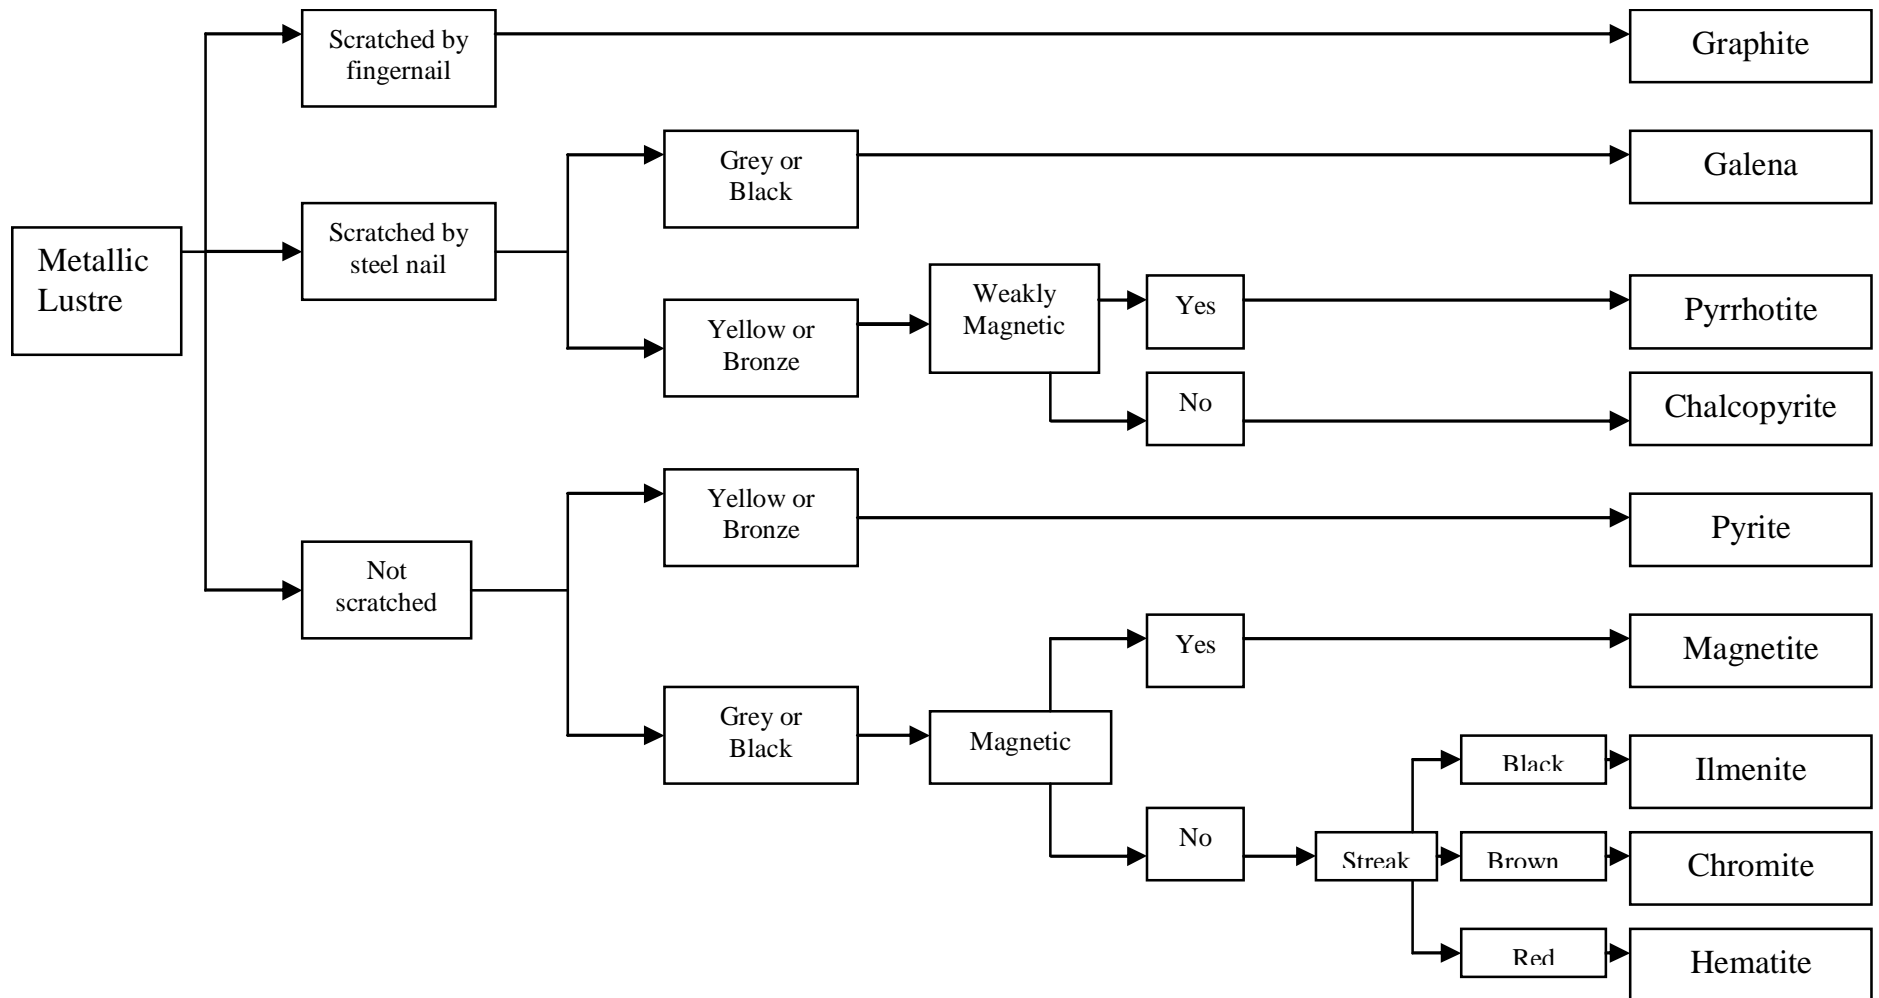 Scratched by
fingernail
Graphite
Grey or
Black
Galena
Metallic
Lustre
Scratched by
steel nail
Weakly
Magnetic
Yes
Pyrrhotite
Yellow or
Bronze
No
Chalcopyrite
Yellow or
Bronze
Pyrite
Not
scratched
Yes
Magnetite
Grey or
Black
Magnetic
Black
Ilmenite
No
Streak
Brown
Chromite
Red
Hematite